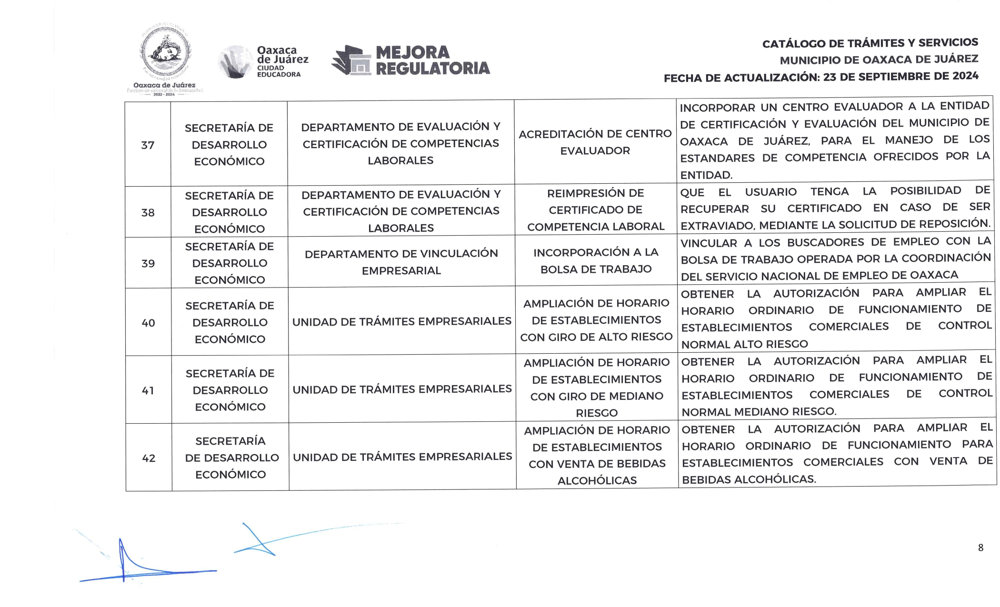 Oaxaca de Juárez
Patrimonio cultural de la humanidad
2022 - 2024
Oaxaca
de Juárez
CIUDAD
EDUCADORA
MEJORA
REGULATORIA
CATÁLOGO DE TRÁMITES Y SERVICIOS
MUNICIPIO DE OAXACA DE JUÁREZ
FECHA DE ACTUALIZACIÓN: 23 DE SEPTIEMBRE DE 2024
37
SECRETARÍA DE
DESARROLLO
ECONÓMICO
DEPARTAMENTO DE EVALUACIÓN Y
CERTIFICACIÓN DE COMPETENCIAS
LABORALES
ACREDITACIÓN DE CENTRO
EVALUADOR
INCORPORAR UN CENTRO EVALUADOR A LA ENTIDAD
DE CERTIFICACIÓN Y EVALUACIÓN DEL MUNICIPIO DE
OAXACA DE JUÁREZ, PARA EL MANEJO DE LOS
ESTANDARES DE COMPETENCIA OFRECIDOS POR LA
ENTIDAD.
38
SECRETARÍA DE
DESARROLLO
ECONÓMICO
DEPARTAMENTO DE EVALUACIÓN Y
CERTIFICACIÓN DE COMPETENCIAS
LABORALES
REIMPRESIÓN DE
CERTIFICADO DE
COMPETENCIA LABORAL
QUE EL USUARIO TENGA LA POSIBILIDAD DE
RECUPERAR SU CERTIFICADO EN CASO DE SER
EXTRAVIADO, MEDIANTE LA SOLICITUD DE REPOSICIÓN.
39
SECRETARÍA DE
DESARROLLO
ECONÓMICO
DEPARTAMENTO DE VINCULACIÓN
EMPRESARIAL
INCORPORACIÓN A LA
BOLSA DE TRABAJO
VINCULAR A LOS BUSCADORES DE EMPLEO CON LA
BOLSA DE TRABAJO OPERADA POR LA COORDINACIÓN
DEL SERVICIO NACIONAL DE EMPLEO DE OAXACA
40
SECRETARÍA DE
DESARROLLO
ECONÓMICO
UNIDAD DE TRÁMITES EMPRESARIALES
AMPLIACIÓN DE HORARIO
DE ESTABLECIMIENTOS
CON GIRO DE ALTO RIESGO
OBTENER LA AUTORIZACIÓN PARA AMPLIAR EL
HORARIO ORDINARIO DE FUNCIONAMIENTO DE
ESTABLECIMIENTOS COMERCIALES DE CONTROL
NORMAL ALTO RIESGO
41
SECRETARÍA DE
DESARROLLO
ECONÓMICO
UNIDAD DE TRÁMITES EMPRESARIALES
AMPLIACIÓN DE HORARIO
DE ESTABLECIMIENTOS
CON GIRO DE MEDIANO
RIESGO
OBTENER LA AUTORIZACIÓN PARA AMPLIAR EL
HORARIO ORDINARIO DE FUNCIONAMIENTO DE
ESTABLECIMIENTOS COMERCIALES DE CONTROL
NORMAL MEDIANO RIESGO.
42
SECRETARÍA
DE DESARROLLO
ECONÓMICO
UNIDAD DE TRÁMITES EMPRESARIALES
AMPLIACIÓN DE HORARIO
DE ESTABLECIMIENTOS
CON VENTA DE BEBIDAS
ALCOHÓLICAS
OBTENER LA AUTORIZACIÓN PARA AMPLIAR EL
HORARIO ORDINARIO DE FUNCIONAMIENTO PARA
ESTABLECIMIENTOS COMERCIALES CON VENTA DE
BEBIDAS ALCOHÓLICAS.
8